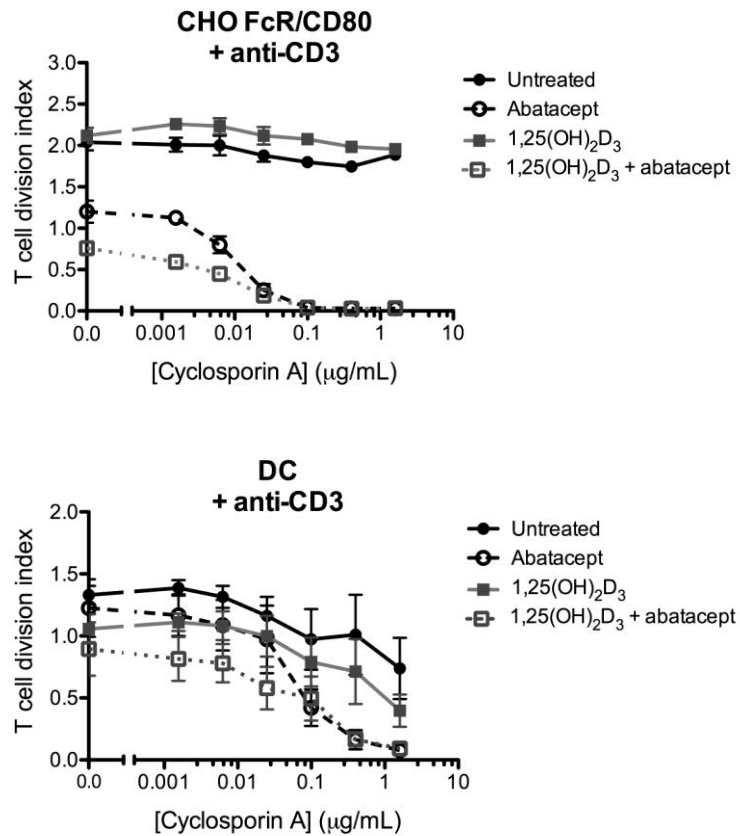 CHO FcR/CD80
+ anti-CD3
T cell division index
3.0
2.5
2.0
1.5
1.0
0.5
0.0
0.0
0.001
0.01
0.1
1
10
[Cyclosporin A] (μg/mL)
Untreated
Abatacept
1,25(OH)₂D₃
1,25(OH)₂D₃ + abatacept
DC
+ anti-CD3
T cell division index
2.0
1.5
1.0
0.5
0.0
0.0
0.001
0.01
0.1
1
10
[Cyclosporin A] (μg/mL)
Untreated
Abatacept
1,25(OH)₂D₃
1,25(OH)₂D₃ + abatacept